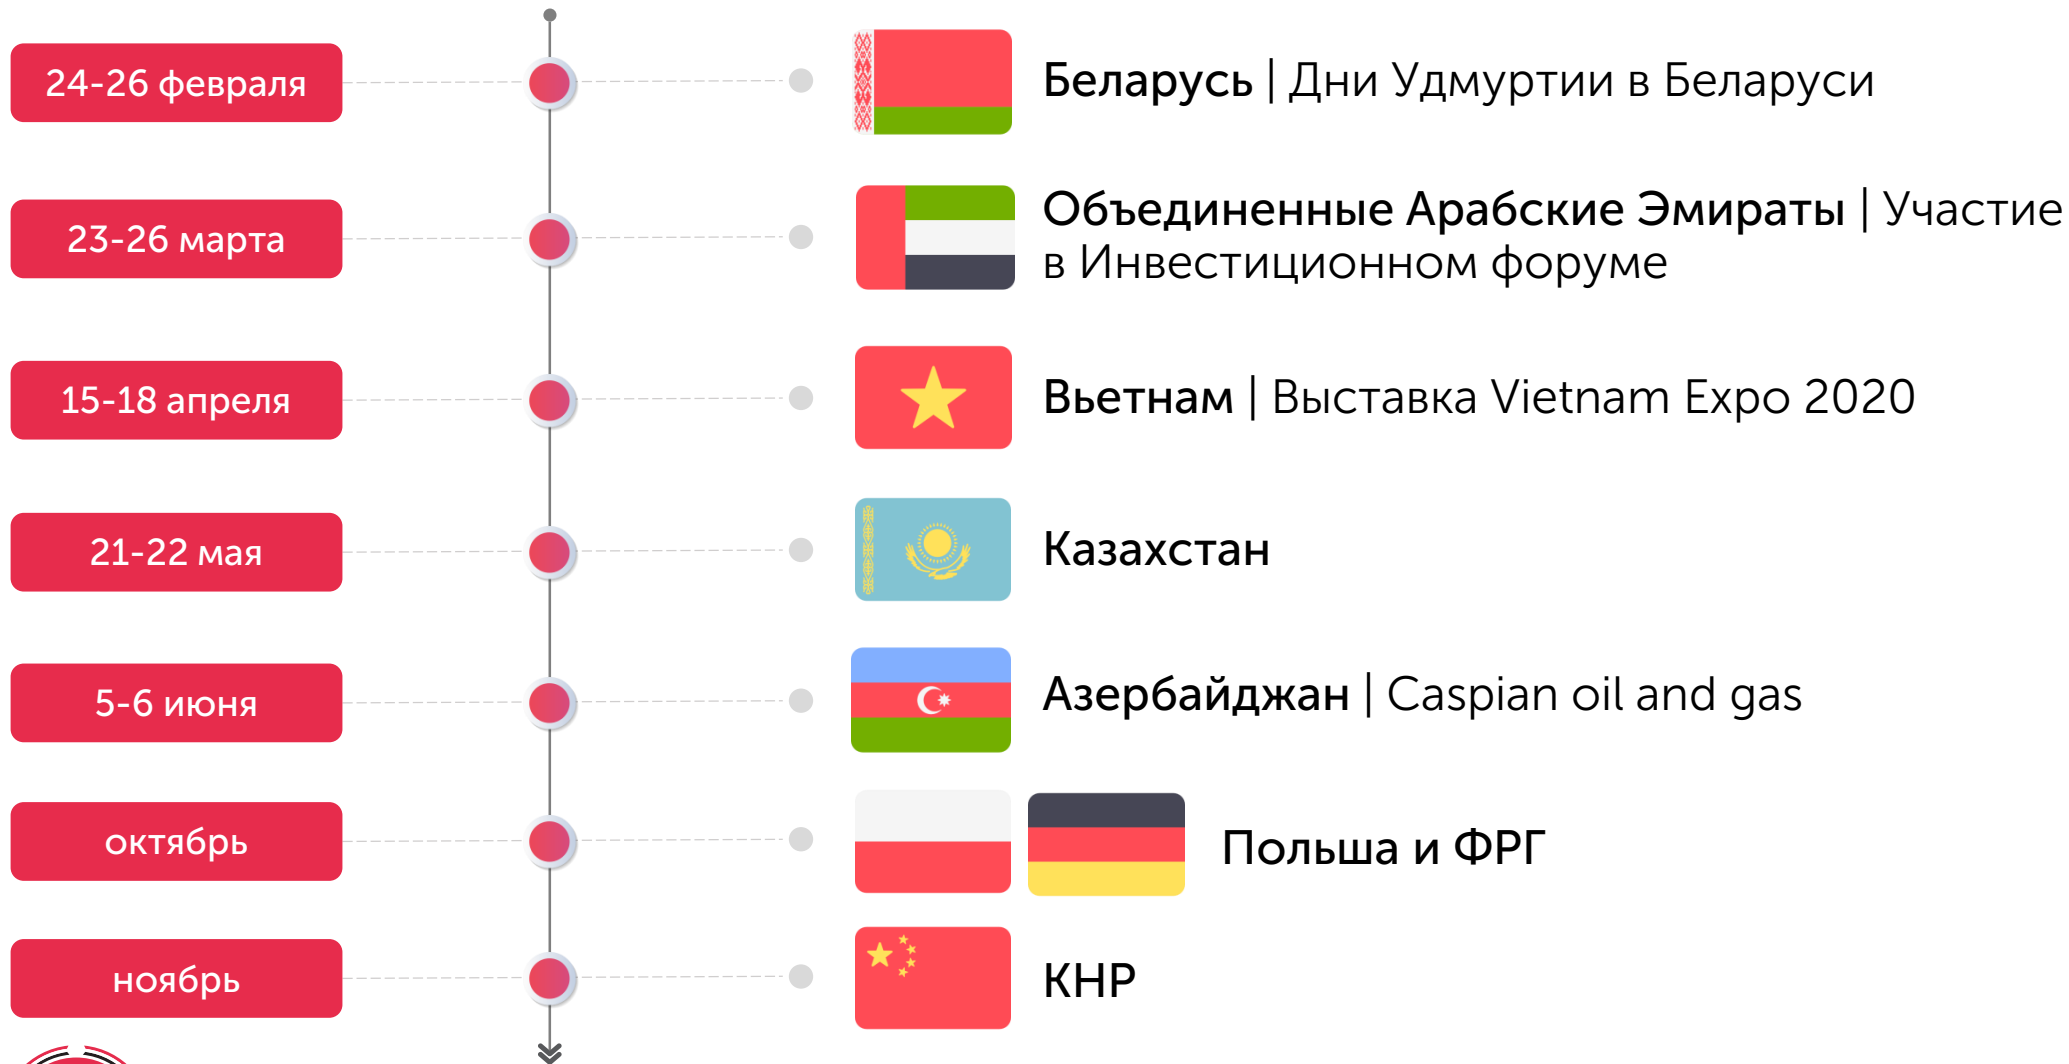 24-26 февраля
Беларусь | Дни Удмуртии в Беларуси
23-26 марта
Объединенные Арабские Эмираты | Участие
в Инвестиционном форуме
15-18 апреля
Вьетнам | Выставка Vietnam Expo 2020
21-22 мая
Казахстан
5-6 июня
Азербайджан | Caspian oil and gas
октябрь
Польша и ФРГ
ноябрь
КНР